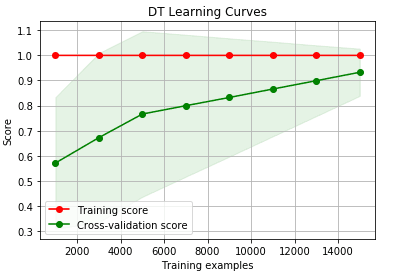 DT Learning Curves
Score
1.1
1.0
0.9
0.8
0.7
0.6
0.5
0.4
0.3
Training score
Cross-validation score
2000 4000 6000 8000 10000 12000 14000
Training examples